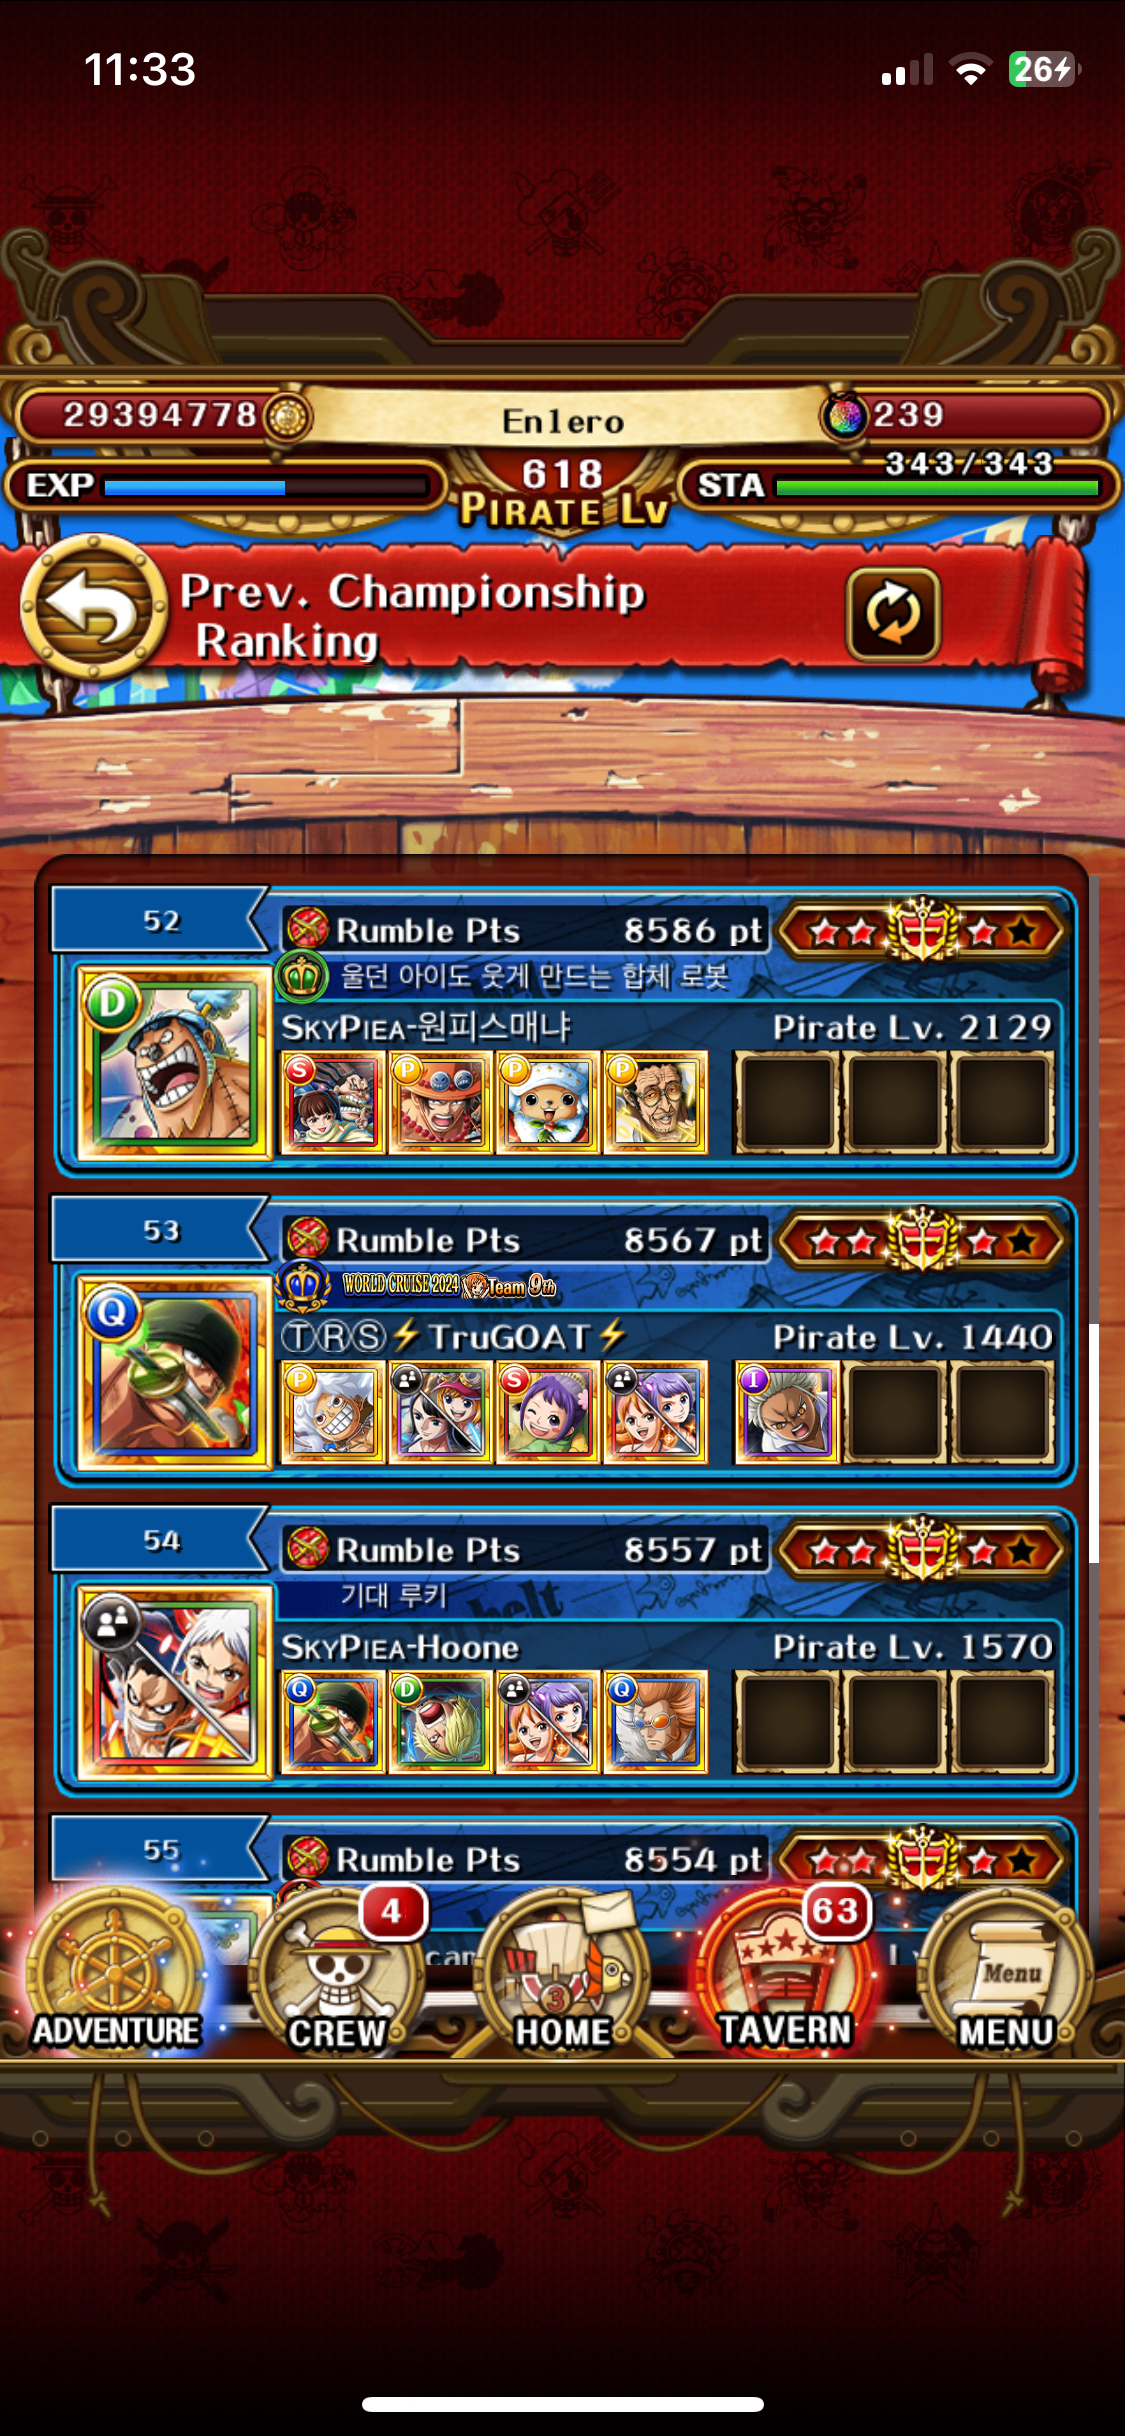 11:33
26
29394778
En1ero
239
EXP
618
PIRATE Lv
STA
343/343
Prev. Championship
Ranking
52
Rumble Pts 8586 pt
D
울던 아이도 웃게 만드는 합체 로봇
SKYPIEA-원피스매냐 Pirate Lv. 2129
S P P P
53
Rumble Pts 8567 pt
Q
WORLD CRUISE 2024 Team 9th
ⓉⓇⓈ⚡TruGOAT⚡ Pirate Lv. 1440
P S I
54
Rumble Pts 8557 pt
기대 루키
SKYPIEA-Hoone Pirate Lv. 1570
Q D Q
55
Rumble Pts 8554 pt
4
63
3
Menu
ADVENTURE CREW HOME TAVERN MENU